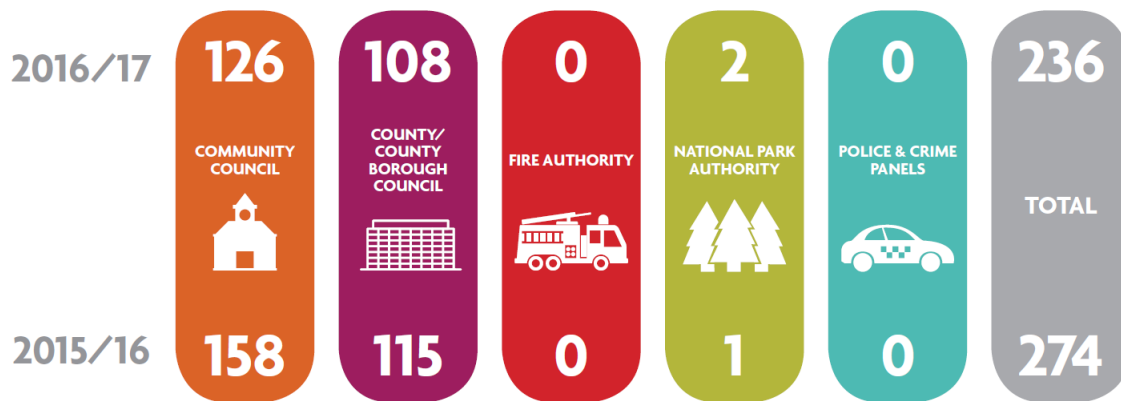 2016/17 126 108 0 2 0 236
COMMUNITY
COUNCIL
COUNTY/
COUNTY
BOROUGH
COUNCIL
FIRE AUTHORITY
NATIONAL PARK
AUTHORITY
POLICE & CRIME
PANELS
TOTAL
2015/16 158 115 0 1 0 274